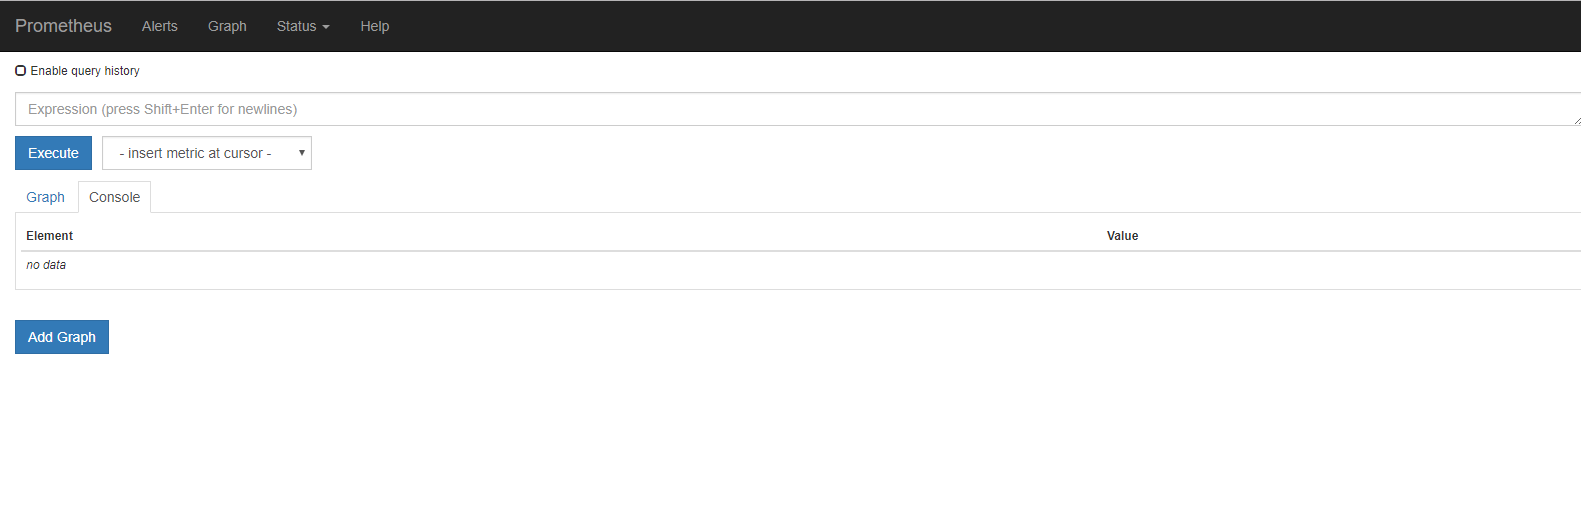 Prometheus Alerts Graph Status Help
Enable query history
Expression (press Shift+Enter for newlines)
Execute - insert metric at cursor -
Graph Console
Element Value
no data
Add Graph